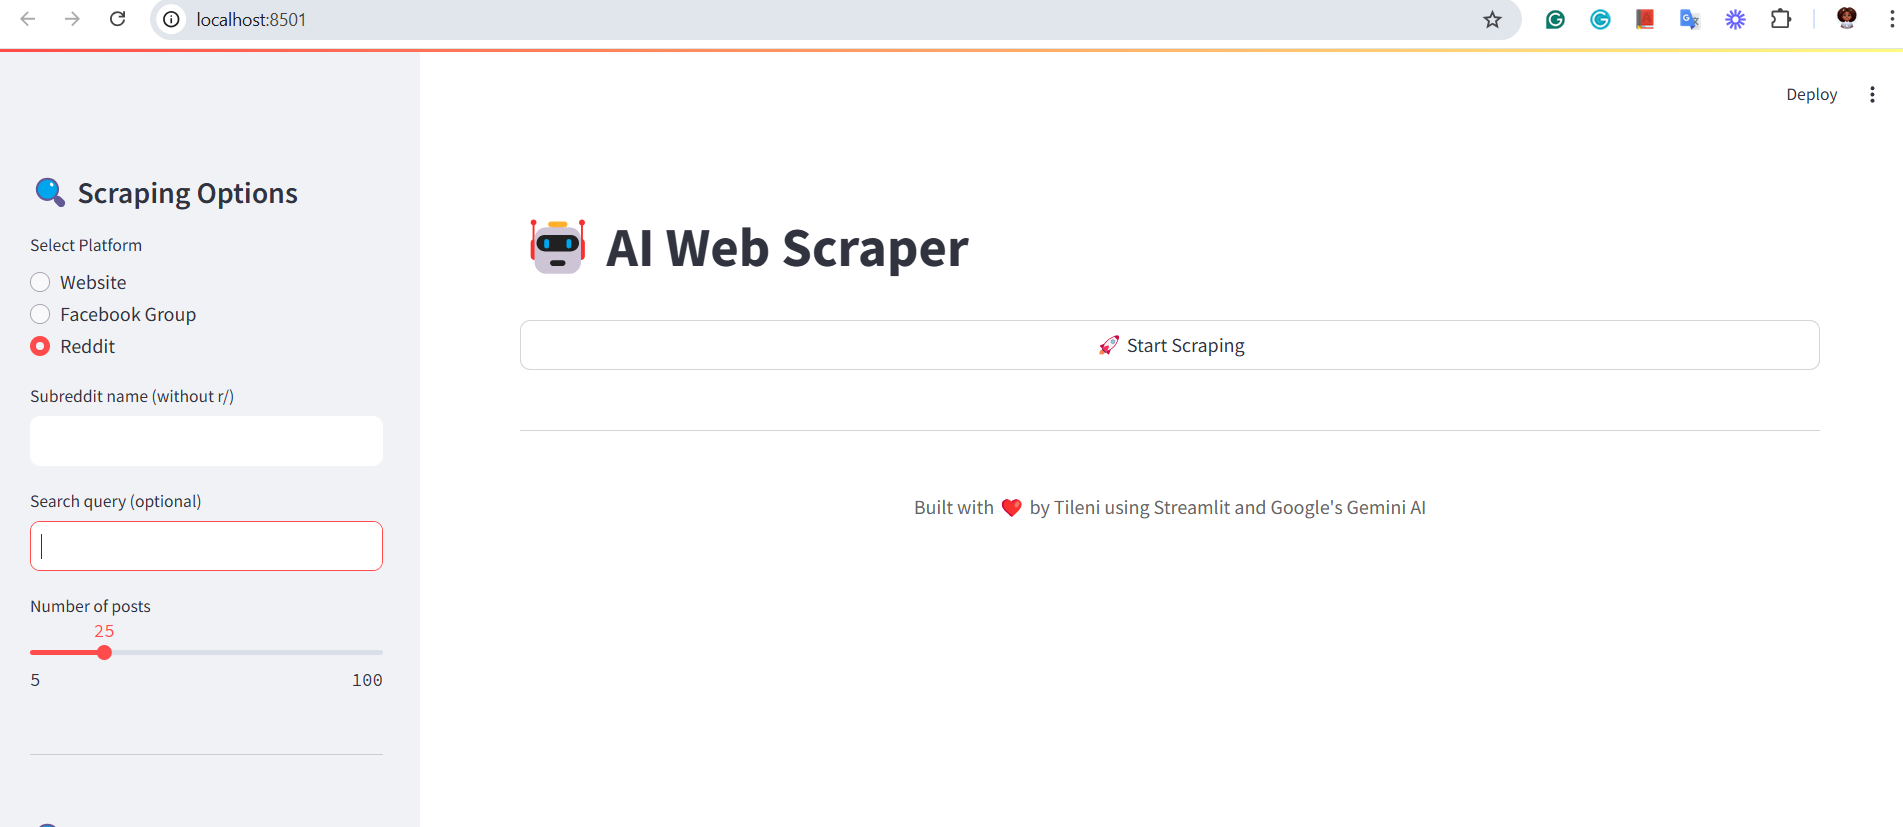 localhost:8501
Deploy
🔍 Scraping Options
Select Platform
Website
Facebook Group
Reddit
Subreddit name (without r/)
Search query (optional)
Number of posts
25
5 100
🤖 AI Web Scraper
🚀 Start Scraping
Built with ❤️ by Tileni using Streamlit and Google's Gemini AI